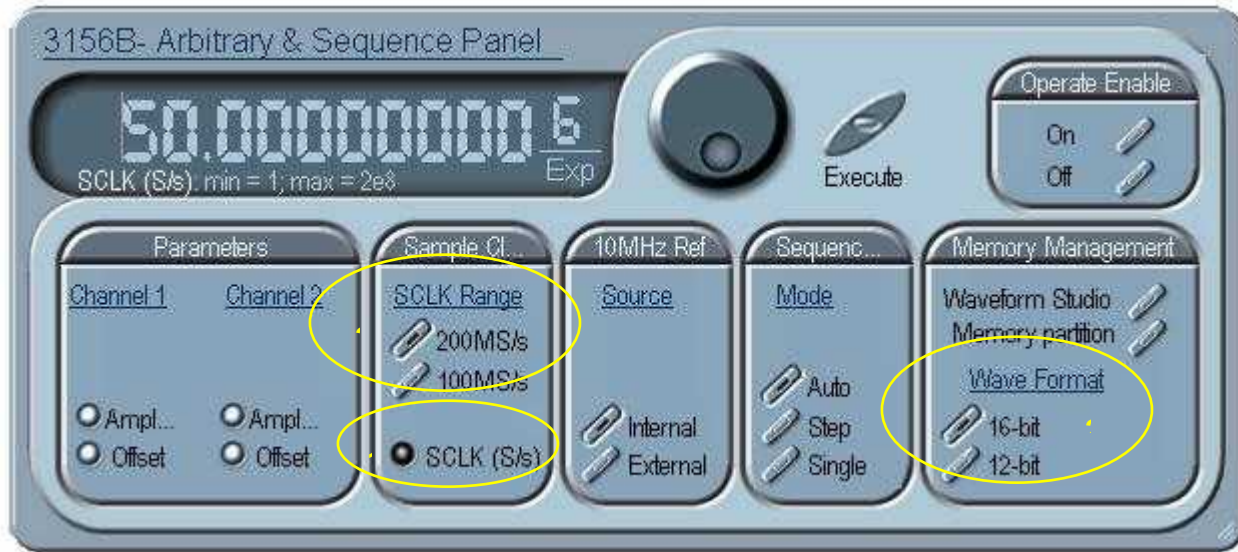 3156B- Arbitrary & Sequence Panel
50.00000000 6
Exp
SCLK (S/s): min = 1; max = 2e8
Execute
Operate Enable
On
Off
Parameters
Channel 1 Channel 2
Ampl... Ampl...
Offset Offset
Sample Cl...
SCLK Range
200MS/s
100MS/s
SCLK (S/s)
10MHz Ref
Source
Internal
External
Sequenc...
Mode
Auto
Step
Single
Memory Management
Waveform Studio
Memory partition
Wave Format
16-bit
12-bit